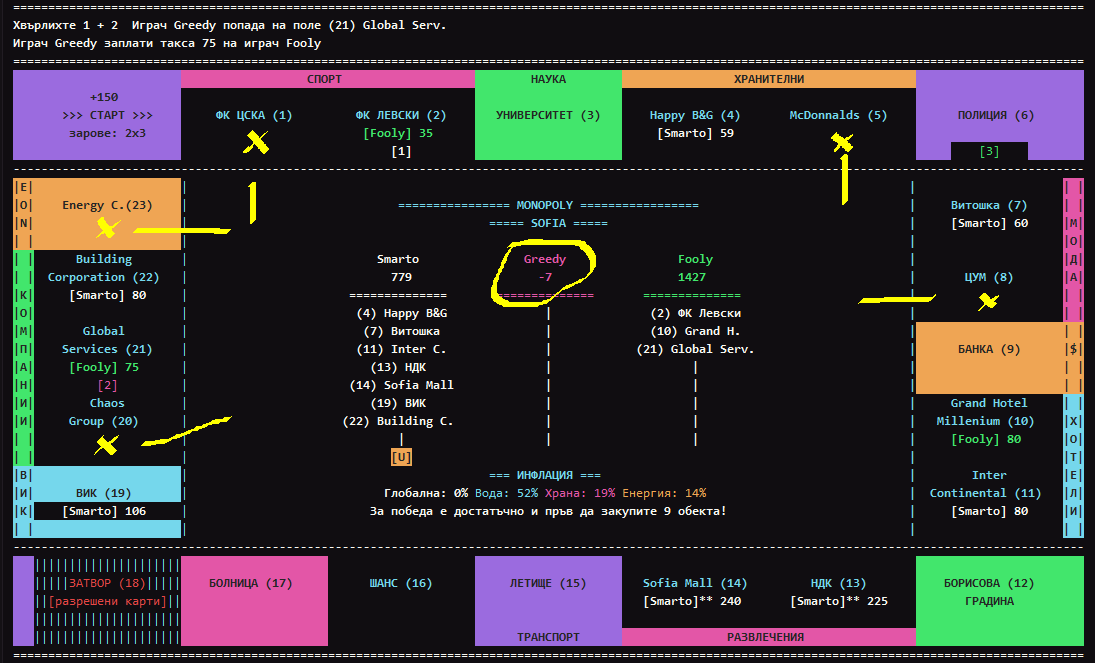 Хвърлихте 1 + 2 Играч Greedy попада на поле (21) Global Serv.
Играч Greedy заплати такса 75 на играч Fooly
СПОРТ НАУКА ХРАНИТЕЛНИ
+150
>>> СТАРТ >>> ФК ЦСКА (1) ФК ЛЕВСКИ (2) УНИВЕРСИТЕТ (3) Happy B&G (4) McDonnalds (5) ПОЛИЦИЯ (6)
зарове: 2x3 [Fooly] 35 [Smarto] 59
[1] [3]
|E|
|О| Energy C.(23) =============== MONOPOLY ================= Витошка (7)
|N| ===== SOFIA ===== [Smarto] 60 |М|
|О|
Building Smarto Greedy Fooly |Д|
Corporation (22) 779 -7 1427 ЦУМ (8) |А|
|К| [Smarto] 80 ============== ============== ==============
|О| (4) Happy B&G | (2) ФК Левски
|М| Global (7) Витошка | (10) Grand H.
|П| Services (21) (11) Inter C. | (21) Global Serv. БАНКА (9) |$|
|А| [Fooly] 75 (13) НДК | |
|Н| [2] (14) Sofia Mall | |
|И| Chaos (19) ВИК | | Grand Hotel
|И| Group (20) (22) Building C. | | Millenium (10) |Х|
| | | [Fooly] 80 |О|
[U] |Т|
|В| === ИНФЛАЦИЯ === Inter |Е|
|И| ВИК (19) Глобална: 0% Вода: 52% Храна: 19% Енергия: 14% Continental (11) |Л|
|К| [Smarto] 106 За победа е достатъчно и пръв да закупите 9 обекта! [Smarto] 80 |И|
ЗАТВОР (18) БОЛНИЦА (17) ШАНС (16) ЛЕТИЩЕ (15) Sofia Mall (14) НДК (13) БОРИСОВА (12)
[разрешени карти] [Smarto]** 240 [Smarto]** 225 ГРАДИНА
ТРАНСПОРТ РАЗВЛЕЧЕНИЯ